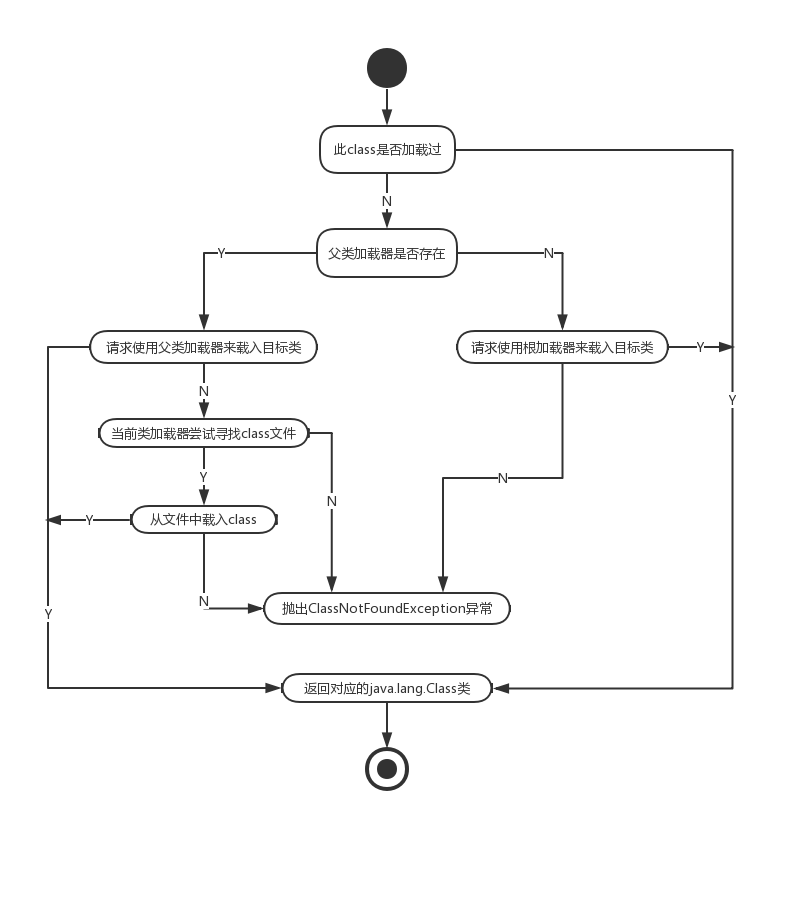 此class是否加载过
N
父类加载器是否存在
Y
N
请求使用父类加载器来载入目标类
请求使用根加载器来载入目标类
Y
N
Y
当前类加载器尝试寻找class文件
Y
N
N
从文件中载入class
Y
N
抛出ClassNotFoundException异常
Y
返回对应的java.lang.Class类